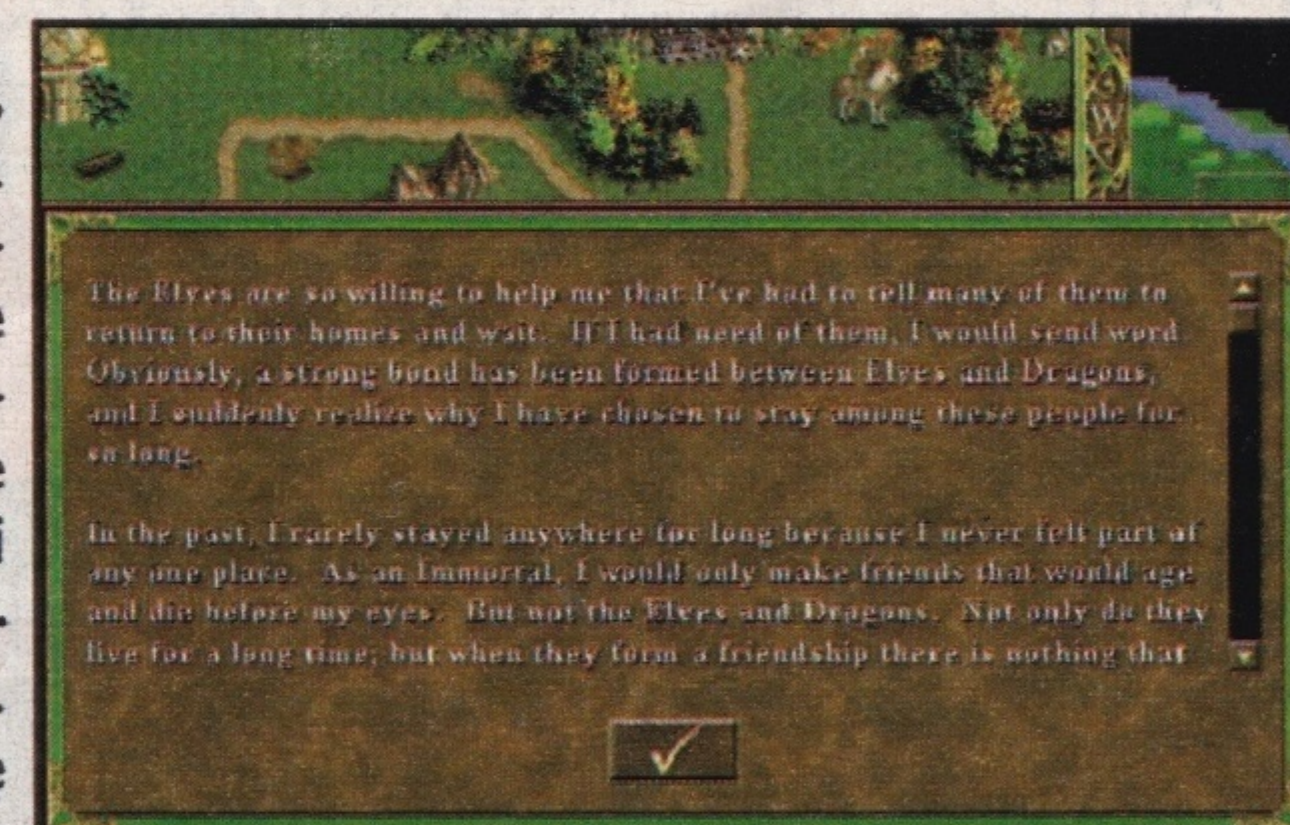 The Elves are so willing to help me that I've had to tell many of them to
return to their homes and wait. If I had need of them, I would send word
Obviously, a strong bond has been formed between Elves and Dragons,
and I suddenly realize why I have chosen to stay among these people for
so long.
In the past, I rarely stayed anywhere for long because I never felt part of
any one place. As an Immortal, I would only make friends that would age
and die before my eyes. But not the Elves and Dragons. Not only do they
live for a long time, but when they form a friendship there is nothing that
W